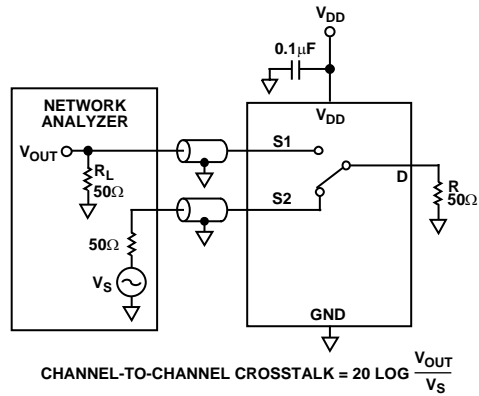 VDD
0.1μF
VDD
NETWORK
ANALYZER
VOUT
RL
50Ω
S1
S2
D
R
50Ω
50Ω
VS
GND
CHANNEL-TO-CHANNEL CROSSTALK = 20 LOG VOUT/VS